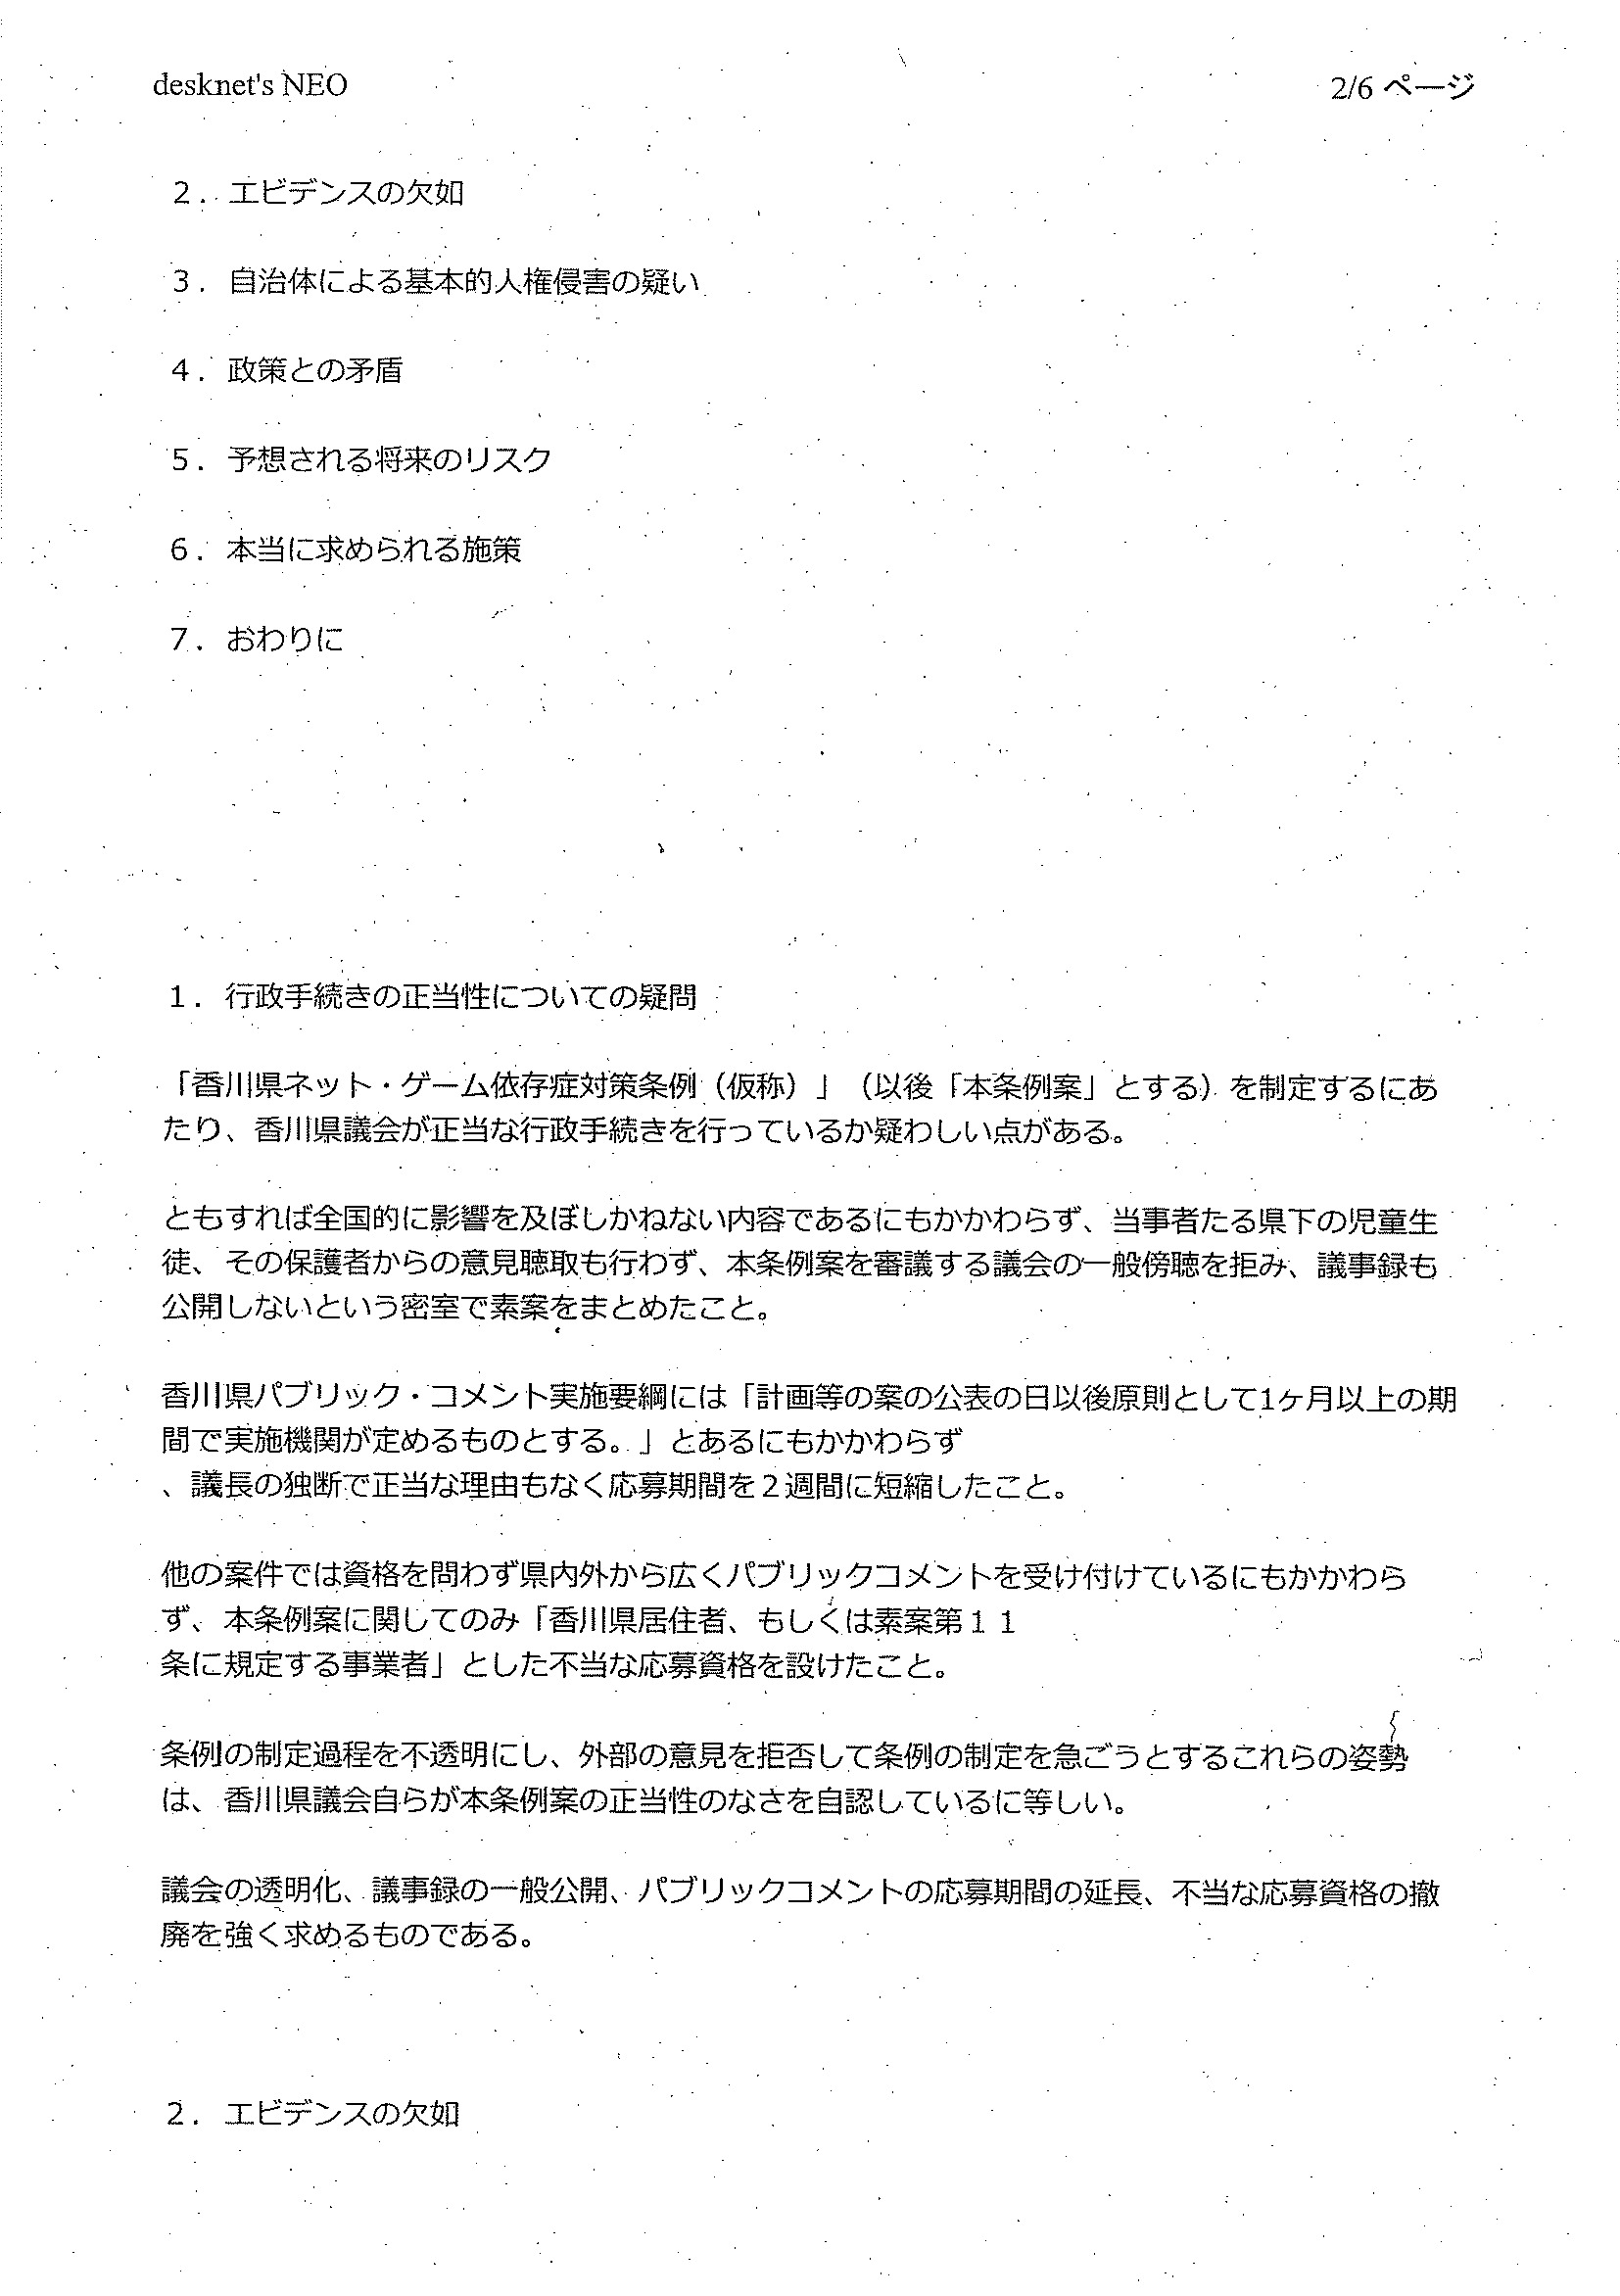 desknet's NEO
2/6 ページ
２．エビデンスの欠如
３．自治体による基本的人権侵害の疑い
４．政策との矛盾
５．予想される将来のリスク
６．本当に求められる施策
７．おわりに
１．行政手続きの正当性についての疑問
「香川県ネット・ゲーム依存症対策条例（仮称）」（以後「本条例案」とする）を制定するにあ
たり、香川県議会が正当な行政手続きを行っているか疑わしい点がある。
ともすれば全国的に影響を及ぼしかねない内容であるにもかかわらず、当事者たる県下の児童生
徒、その保護者からの意見聴取も行わず、本条例案を審議する議会の一般傍聴を拒み、議事録も
公開しないという密室で素案をまとめたこと。
香川県パブリック・コメント実施要綱には「計画等の案の公表の日以後原則として1ヶ月以上の期
間で実施機関が定めるものとする。」とあるにもかかわらず
、議長の独断で正当な理由もなく応募期間を２週間に短縮したこと。
他の案件では資格を問わず県内外から広くパブリックコメントを受け付けているにもかかわら
ず、本条例案に関してのみ「香川県居住者、もしくは素案第１１
条に規定する事業者」とした不当な応募資格を設けたこと。
条例の制定過程を不透明にし、外部の意見を拒否して条例の制定を急ごうとするこれらの姿勢
は、香川県議会自らが本条例案の正当性のなさを自認しているに等しい。
議会の透明化、議事録の一般公開、パブリックコメントの応募期間の延長、不当な応募資格の撤
廃を強く求めるものである。
２．エビデンスの欠如